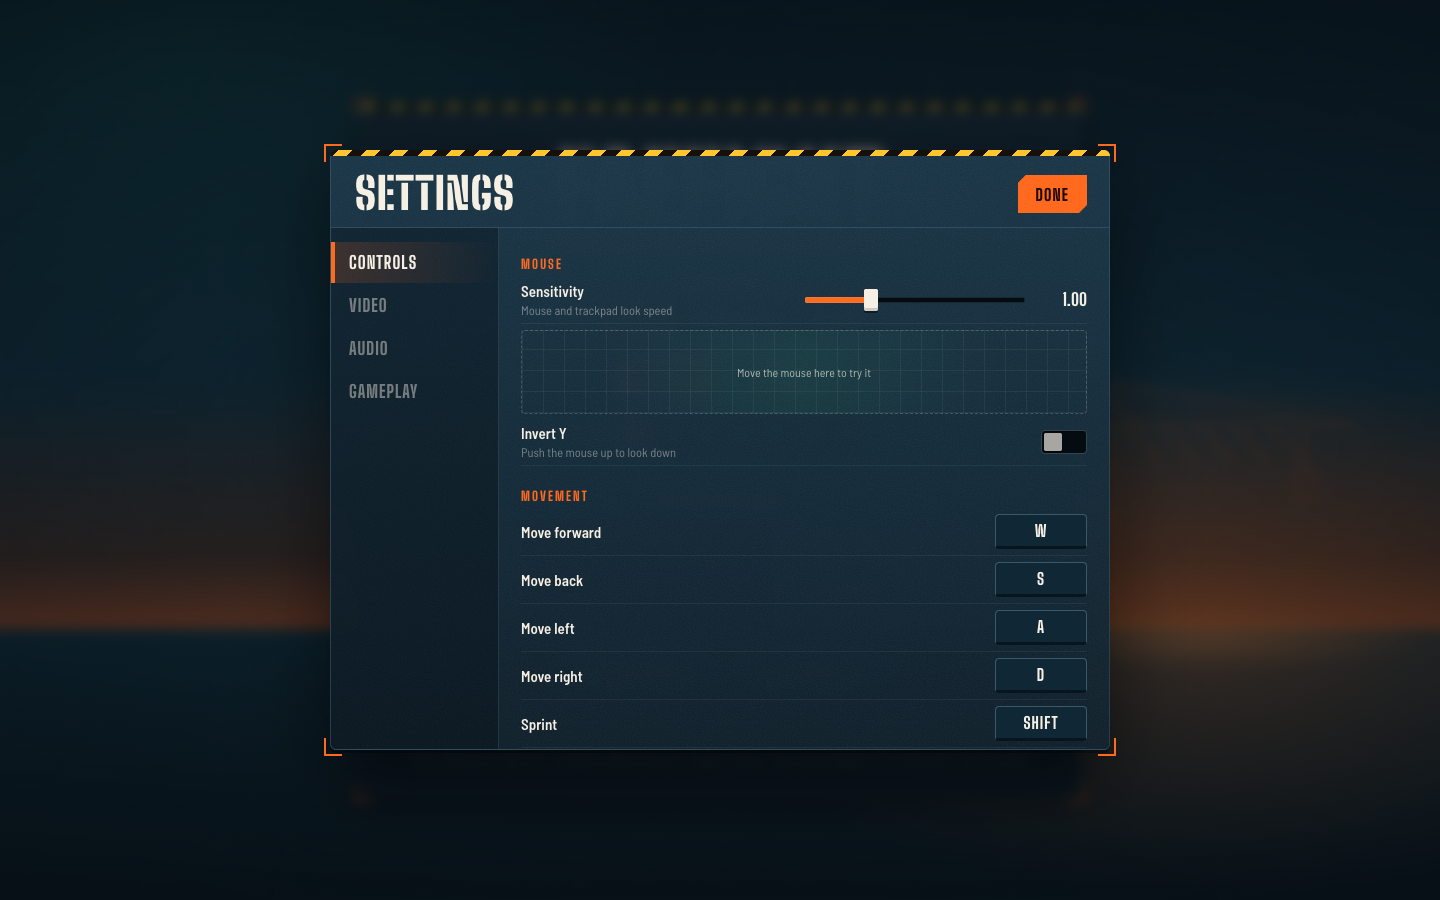 SETTINGS
DONE
CONTROLS
VIDEO
AUDIO
GAMEPLAY
MOUSE
Sensitivity
Mouse and trackpad look speed
1.00
Move the mouse here to try it
Invert Y
Push the mouse up to look down
MOVEMENT
Move forward
W
Move back
S
Move left
A
Move right
D
Sprint
SHIFT